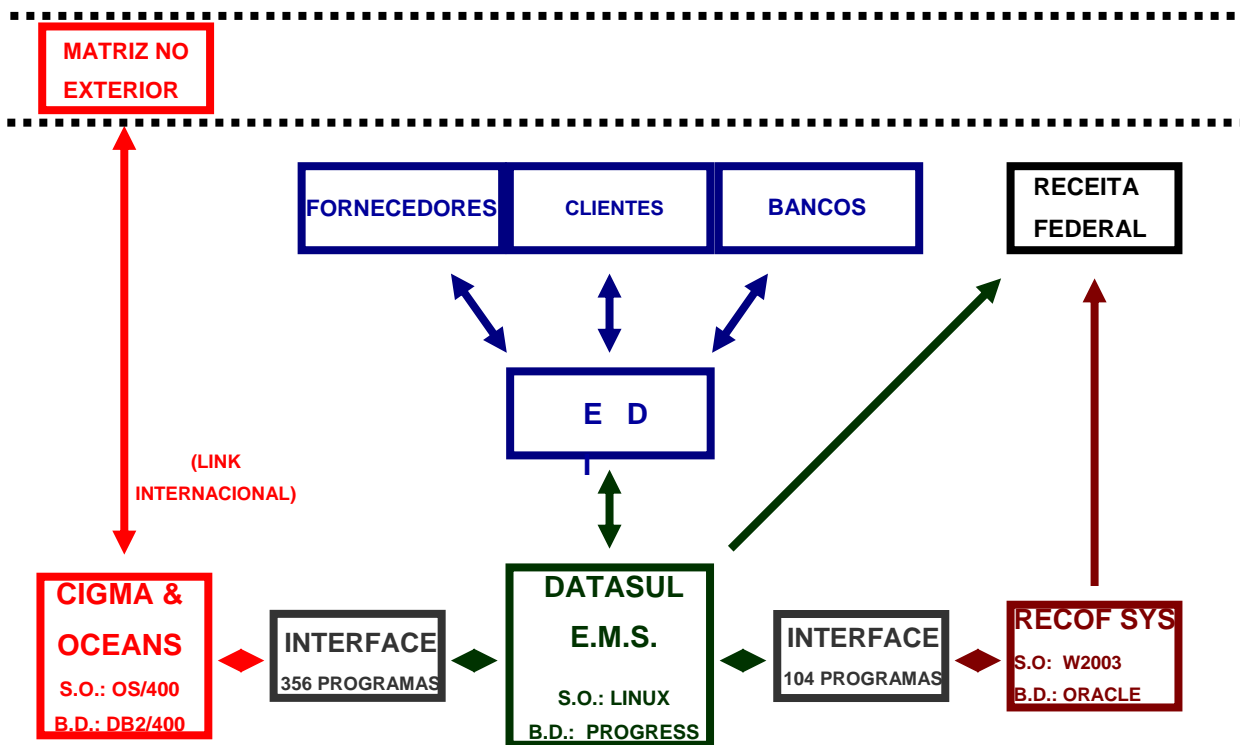 MATRIZ NO
EXTERIOR
FORNECEDORES
CLIENTES
BANCOS
RECEITA
FEDERAL
E D
I
(LINK
INTERNACIONAL)
CIGMA &
OCEANS
S.O.: OS/400
B.D.: DB2/400
INTERFACE
356 PROGRAMAS
DATASUL
E.M.S.
S.O.: LINUX
B.D.: PROGRESS
INTERFACE
104 PROGRAMAS
RECOF SYS
S.O: W2003
B.D.: ORACLE